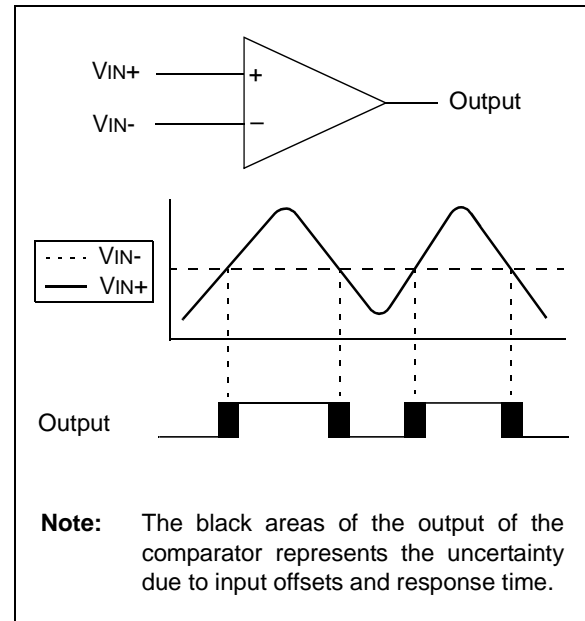 VIN+
+
Output
VIN-
–
VIN-
VIN+
Output
Note: The black areas of the output of the
comparator represents the uncertainty
due to input offsets and response time.